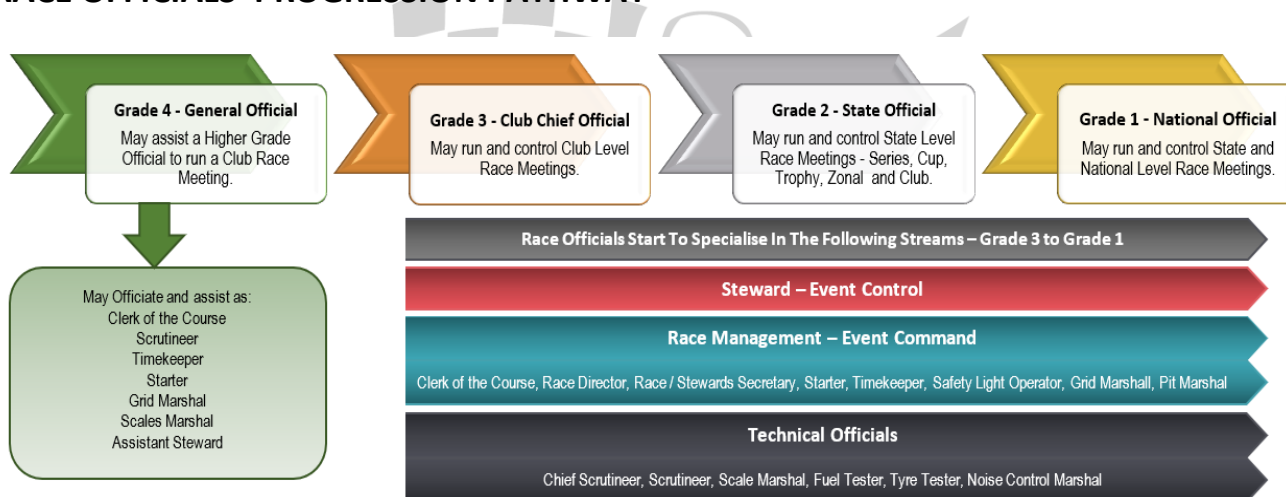 RACE OFFICIALS' PROGRESSION PATHWAY
Grade 4 - General Official
May assist a Higher Grade
Official to run a Club Race
Meeting.
Grade 3 - Club Chief Official
May run and control Club Level
Race Meetings.
Grade 2 - State Official
May run and control State Level
Race Meetings - Series, Cup,
Trophy, Zonal and Club.
Grade 1 - National Official
May run and control State and
National Level Race Meetings.
May Officiate and assist as:
Clerk of the Course
Scrutineer
Timekeeper
Starter
Grid Marshal
Scales Marshal
Assistant Steward
Race Officials Start To Specialise In The Following Streams – Grade 3 to Grade 1
Steward – Event Control
Race Management – Event Command
Clerk of the Course, Race Director, Race / Stewards Secretary, Starter, Timekeeper, Safety Light Operator, Grid Marshall, Pit Marshal
Technical Officials
Chief Scrutineer, Scrutineer, Scale Marshal, Fuel Tester, Tyre Tester, Noise Control Marshal